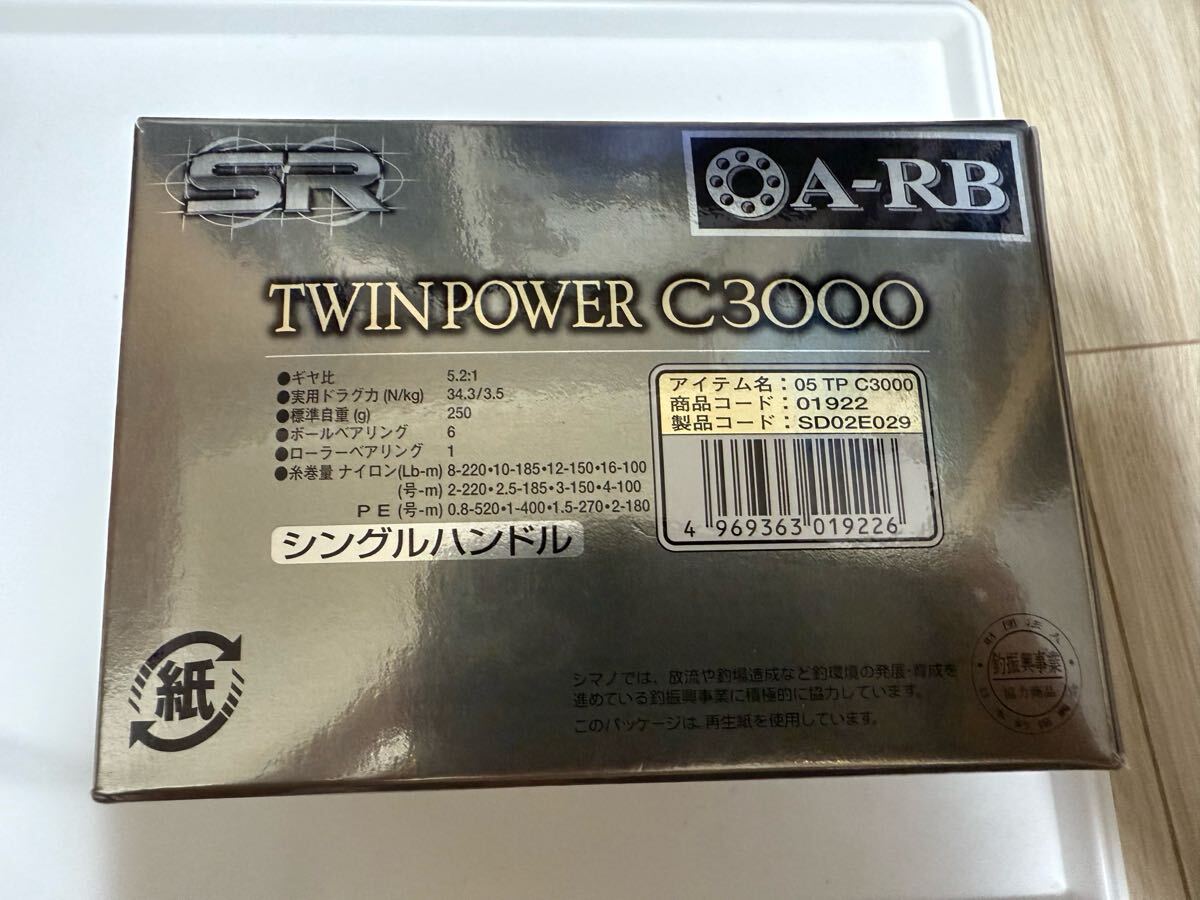 SR
A-RB
TWINPOWER C3000
●ギヤ比 5.2:1
●実用ドラグ力(N/kg) 34.3/3.5
●標準自重(g) 250
●ボールベアリング 6
●ローラーベアリング 1
●糸巻量 ナイロン(Lb-m) 8-220•10-185•12-150•16-100
(号-m) 2-220•2.5-185•3-150•4-100
PE (号-m) 0.8-520•1-400•1.5-270•2-180
シングルハンドル
アイテム名：05 TP C3000
商品コード：01922
製品コード：SD02E029
4 969363 019226
紙
シマノでは、放流や釣場造成など釣環境の発展・育成を
進めている釣振興事業に積極的に協力しています。
このパッケージは、再生紙を使用しています。
財団法人
釣振興事業
協力商品